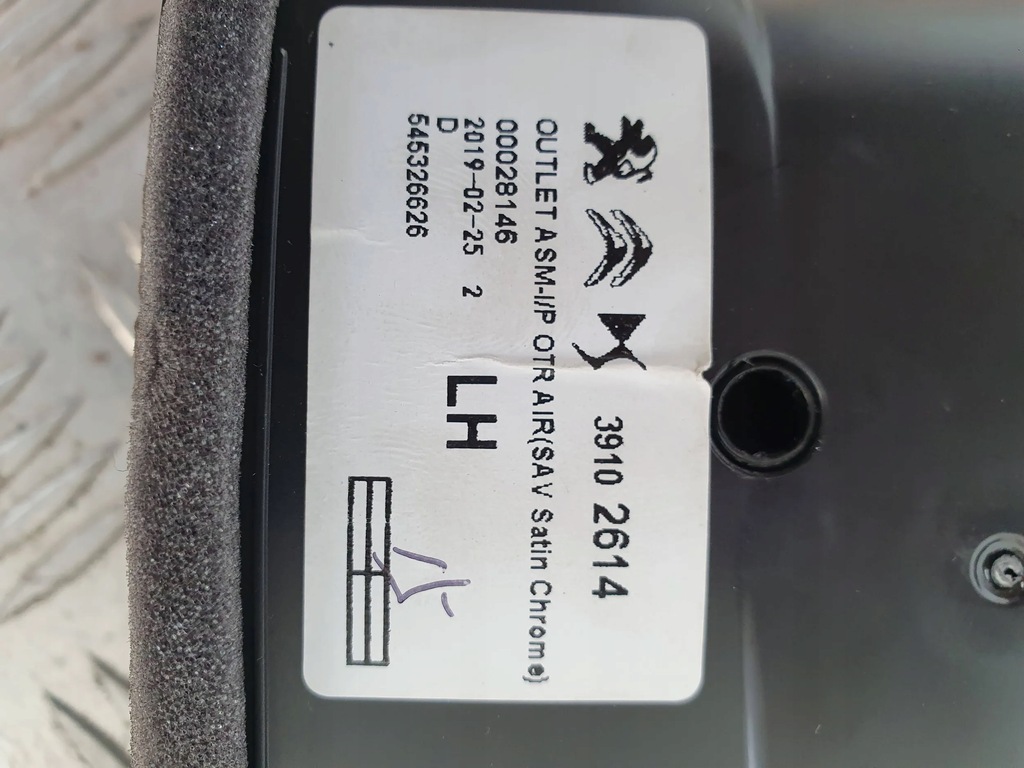 3910 2614
OUTLET ASM-I/P OTR AIR(SAV Satin Chrome)
00028146
2019-02-25 2
D
LH
545326626